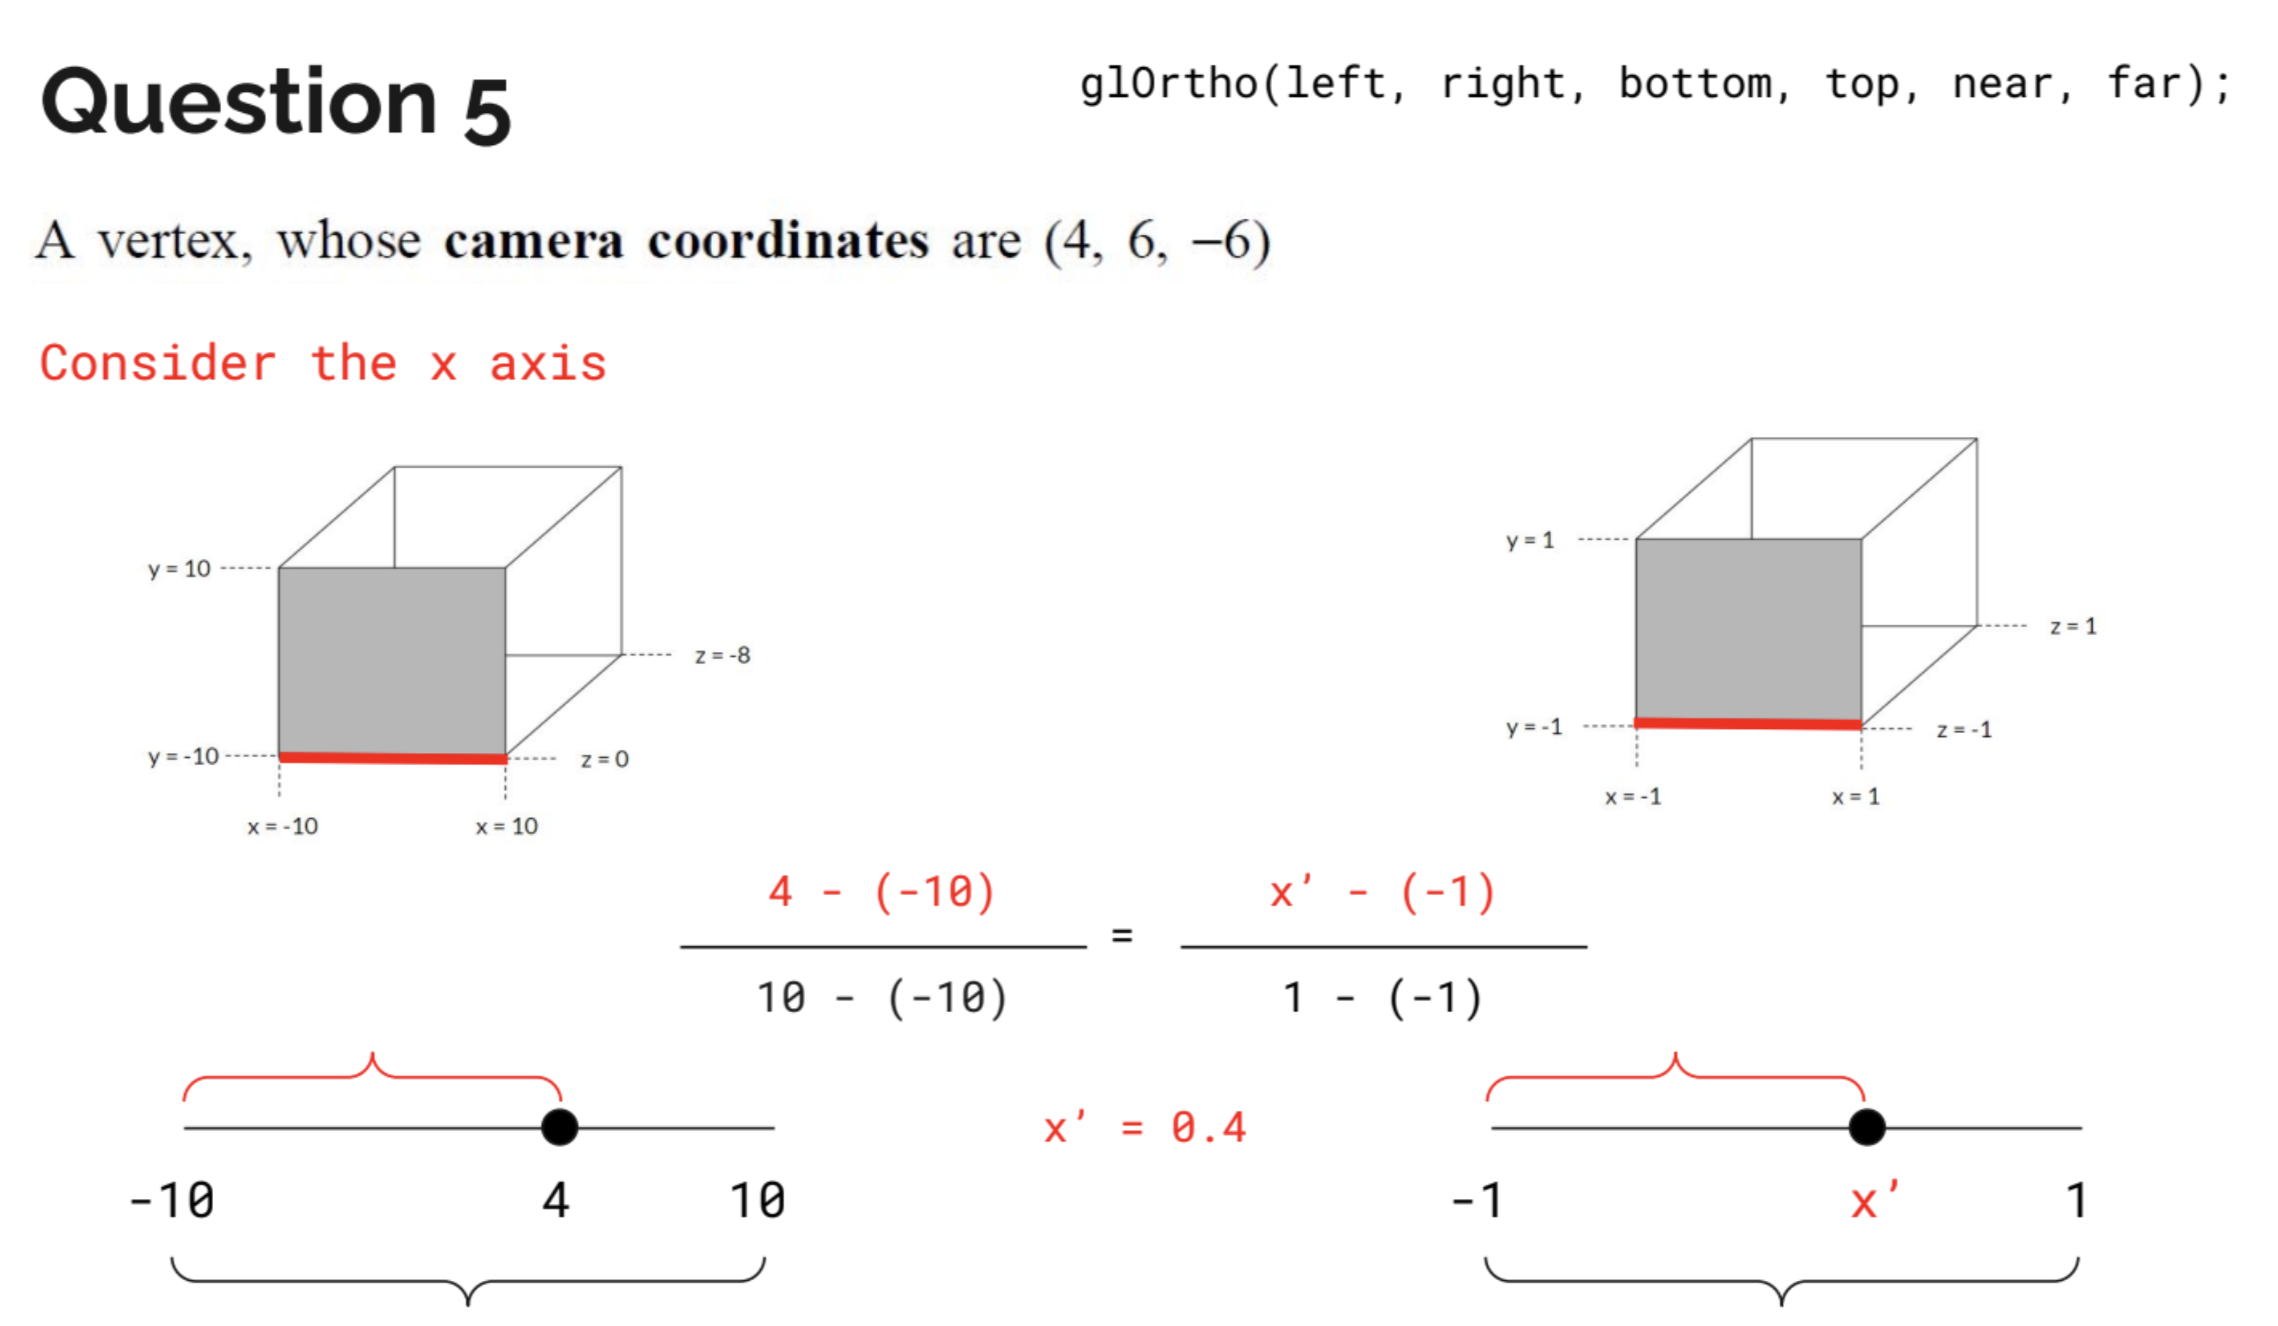 Question 5
glOrtho(left, right, bottom, top, near, far);
A vertex, whose camera coordinates are (4, 6, −6)
Consider the x axis
y = 10
z = -8
y = -10
z = 0
x = -10
x = 10
y = 1
z = 1
y = -1
z = -1
x = -1
x = 1
4 - (-10)
10 - (-10)
=
x’ - (-1)
1 - (-1)
x’ = 0.4
-10
4
10
-1
x’
1